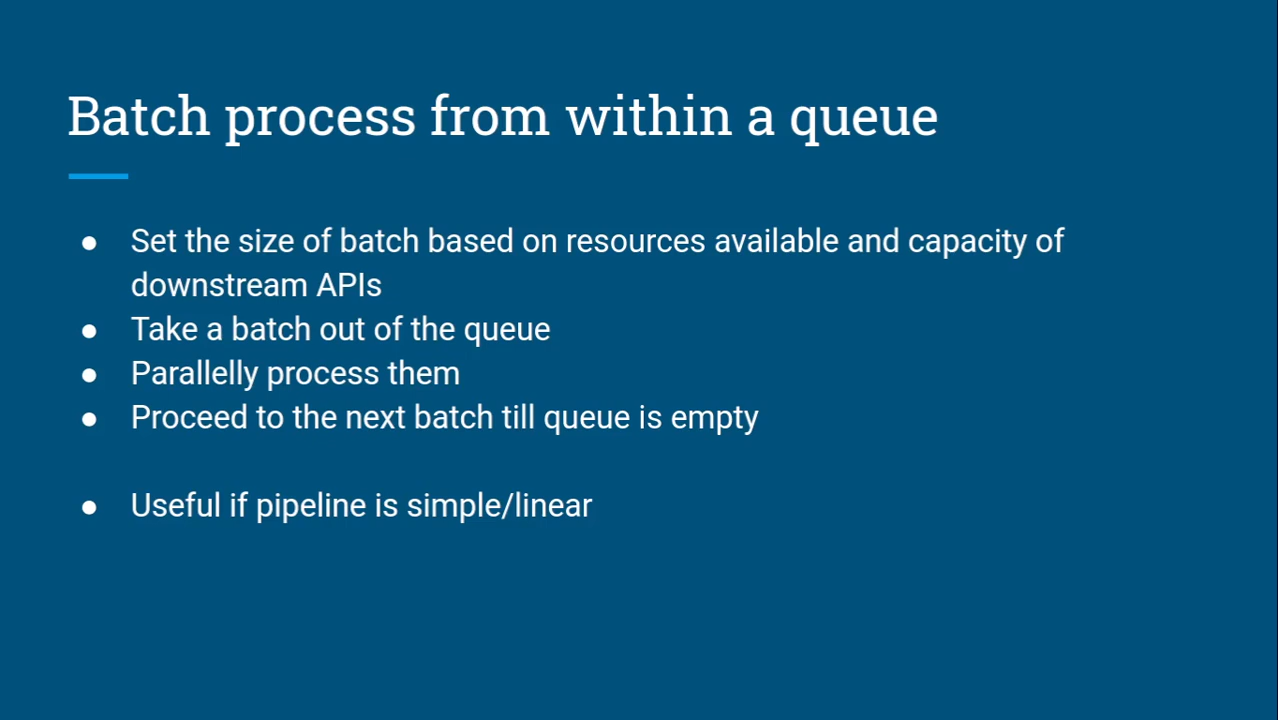 Batch process from within a queue
● Set the size of batch based on resources available and capacity of
downstream APIs
● Take a batch out of the queue
● Parallelly process them
● Proceed to the next batch till queue is empty
● Useful if pipeline is simple/linear